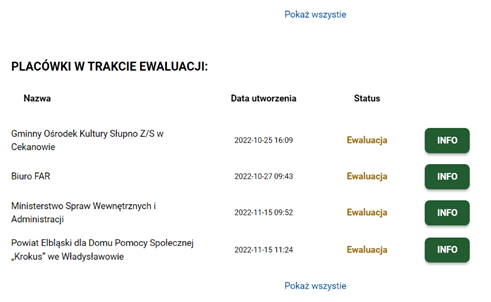 Pokaż wszystkie
PLACÓWKI W TRAKCIE EWALUACJI:
Nazwa Data utworzenia Status
Gminny Ośrodek Kultury Słupno Z/S w
Cekanowie 2022-10-25 16:09 Ewaluacja INFO
Biuro FAR 2022-10-27 09:43 Ewaluacja INFO
Ministerstwo Spraw Wewnętrznych i
Administracji 2022-11-15 09:52 Ewaluacja INFO
Powiat Elbląski dla Domu Pomocy Społecznej
„Krokus" we Władysławowie 2022-11-15 11:24 Ewaluacja INFO
Pokaż wszystkie